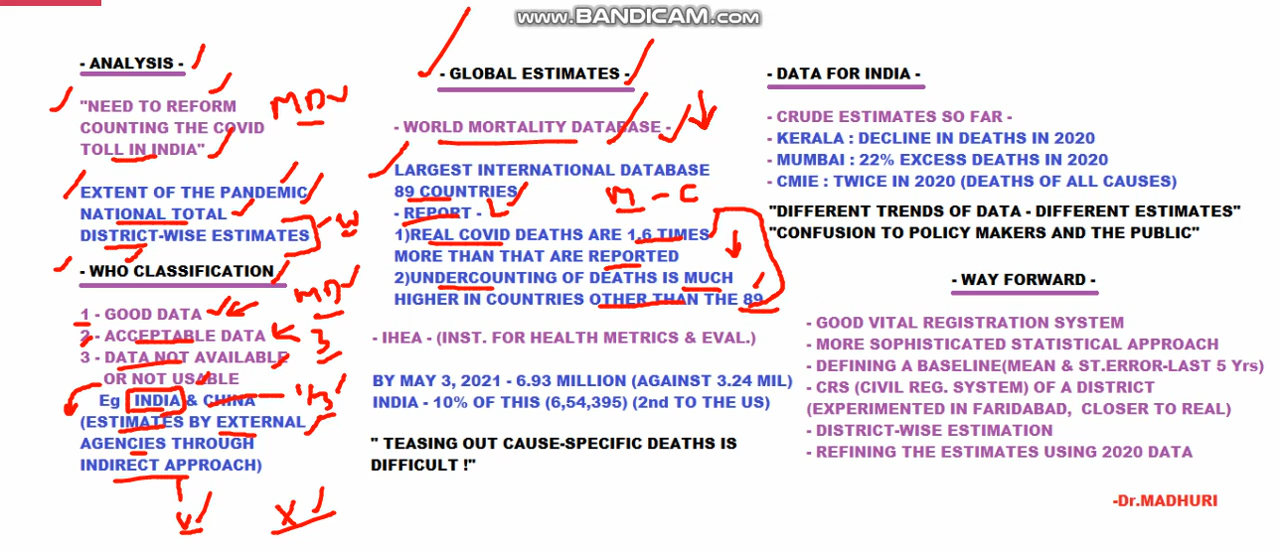 www.BANDICAM.com
- ANALYSIS -
"NEED TO REFORM
COUNTING THE COVID
TOLL IN INDIA"
MD
EXTENT OF THE PANDEMIC
NATIONAL TOTAL
DISTRICT-WISE ESTIMATES
- WHO CLASSIFICATION
MD
1 - GOOD DATA
2 - ACCEPTABLE DATA
3 - DATA NOT AVAILABLE
OR NOT USABLE
3
Eg INDIA & CHINA
"3"
(ESTIMATES BY EXTERNAL
AGENCIES THROUGH
INDIRECT APPROACH)
X
- GLOBAL ESTIMATES -
- WORLD MORTALITY DATABASE -
LARGEST INTERNATIONAL DATABASE
89 COUNTRIES
M - C
- REPORT -
1)REAL COVID DEATHS ARE 1.6 TIMES
MORE THAN THAT ARE REPORTED
2)UNDERCOUNTING OF DEATHS IS MUCH
HIGHER IN COUNTRIES OTHER THAN THE 89
- IHEA - (INST. FOR HEALTH METRICS & EVAL.)
BY MAY 3, 2021 - 6.93 MILLION (AGAINST 3.24 MIL)
INDIA - 10% OF THIS (6,54,395) (2nd TO THE US)
" TEASING OUT CAUSE-SPECIFIC DEATHS IS
DIFFICULT !"
- DATA FOR INDIA -
- CRUDE ESTIMATES SO FAR -
- KERALA : DECLINE IN DEATHS IN 2020
- MUMBAI : 22% EXCESS DEATHS IN 2020
- CMIE : TWICE IN 2020 (DEATHS OF ALL CAUSES)
"DIFFERENT TRENDS OF DATA - DIFFERENT ESTIMATES"
"CONFUSION TO POLICY MAKERS AND THE PUBLIC"
- WAY FORWARD -
- GOOD VITAL REGISTRATION SYSTEM
- MORE SOPHISTICATED STATISTICAL APPROACH
- DEFINING A BASELINE(MEAN & ST.ERROR-LAST 5 Yrs)
- CRS (CIVIL REG. SYSTEM) OF A DISTRICT
(EXPERIMENTED IN FARIDABAD, CLOSER TO REAL)
- DISTRICT-WISE ESTIMATION
- REFINING THE ESTIMATES USING 2020 DATA
-Dr.MADHURI